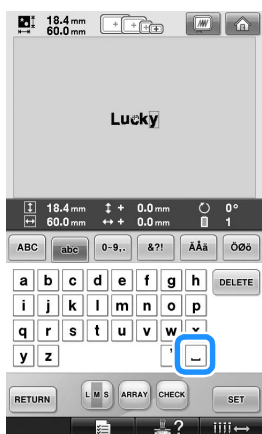 18.4 mm
60.0 mm
Lucky
18.4 mm + 0.0 mm 0°
60.0 mm + 0.0 mm 1
ABC abc 0~9,. &?! ÄÅä ÖØö
a b c d e f g h DELETE
i j k l m n o p
q r s t u v w x
y z ' ⎵
RETURN L M S ARRAY CHECK SET
?